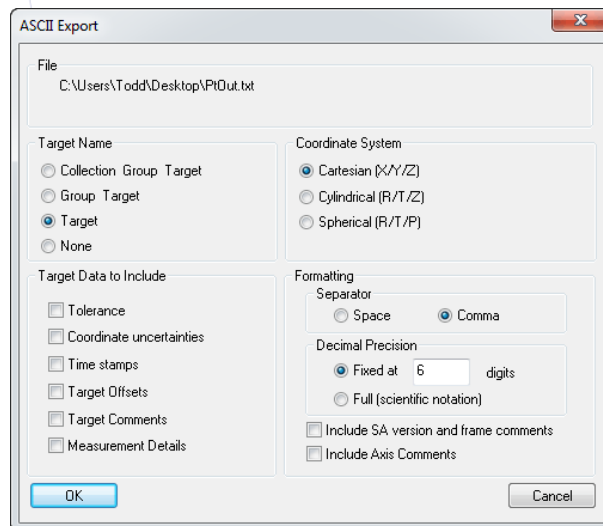 ASCII Export
File
C:\Users\Todd\Desktop\PtOut.txt
Target Name
Collection Group Target
Group Target
Target
None
Coordinate System
Cartesian (X/Y/Z)
Cylindrical (R/T/Z)
Spherical (R/T/P)
Target Data to Include
Tolerance
Coordinate uncertainties
Time stamps
Target Offsets
Target Comments
Measurement Details
Formatting
Separator
Space
Comma
Decimal Precision
Fixed at 6 digits
Full (scientific notation)
Include SA version and frame comments
Include Axis Comments
OK
Cancel